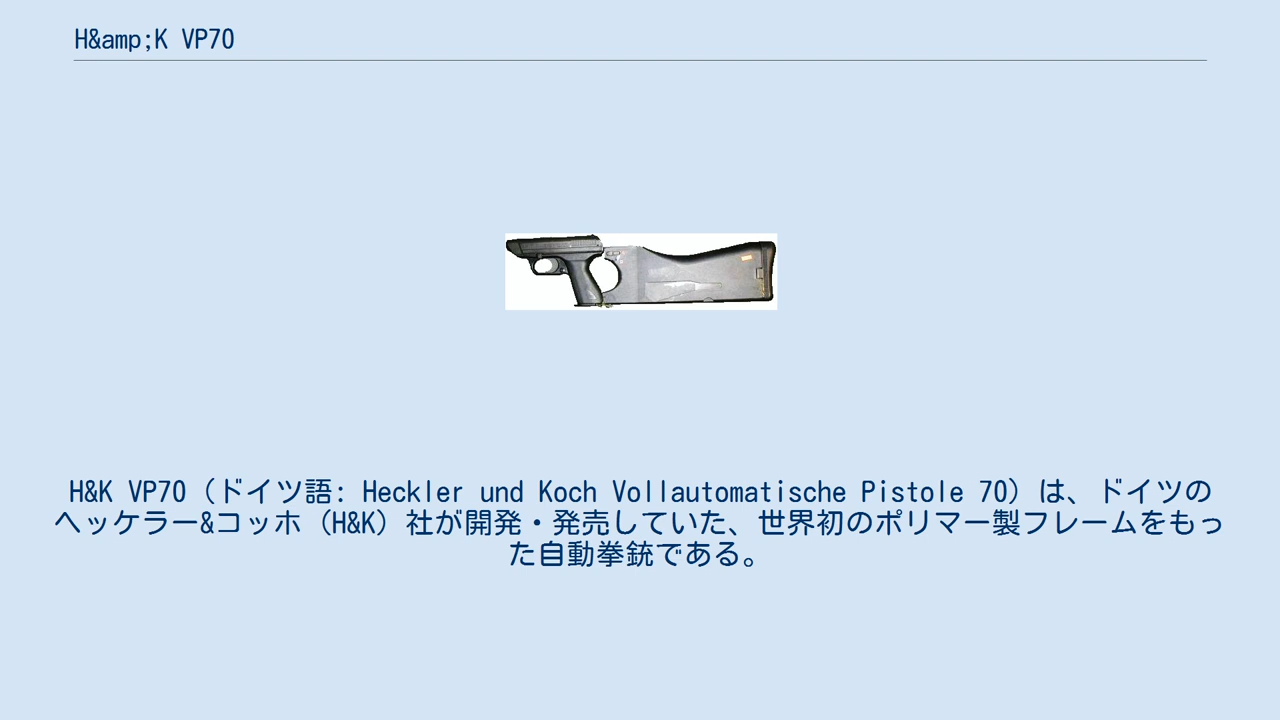 H&amp;K VP70
H&K VP70（ドイツ語: Heckler und Koch Vollautomatische Pistole 70）は、ドイツの
ヘッケラー&コッホ（H&K）社が開発・発売していた、世界初のポリマー製フレームをもっ
た自動拳銃である。